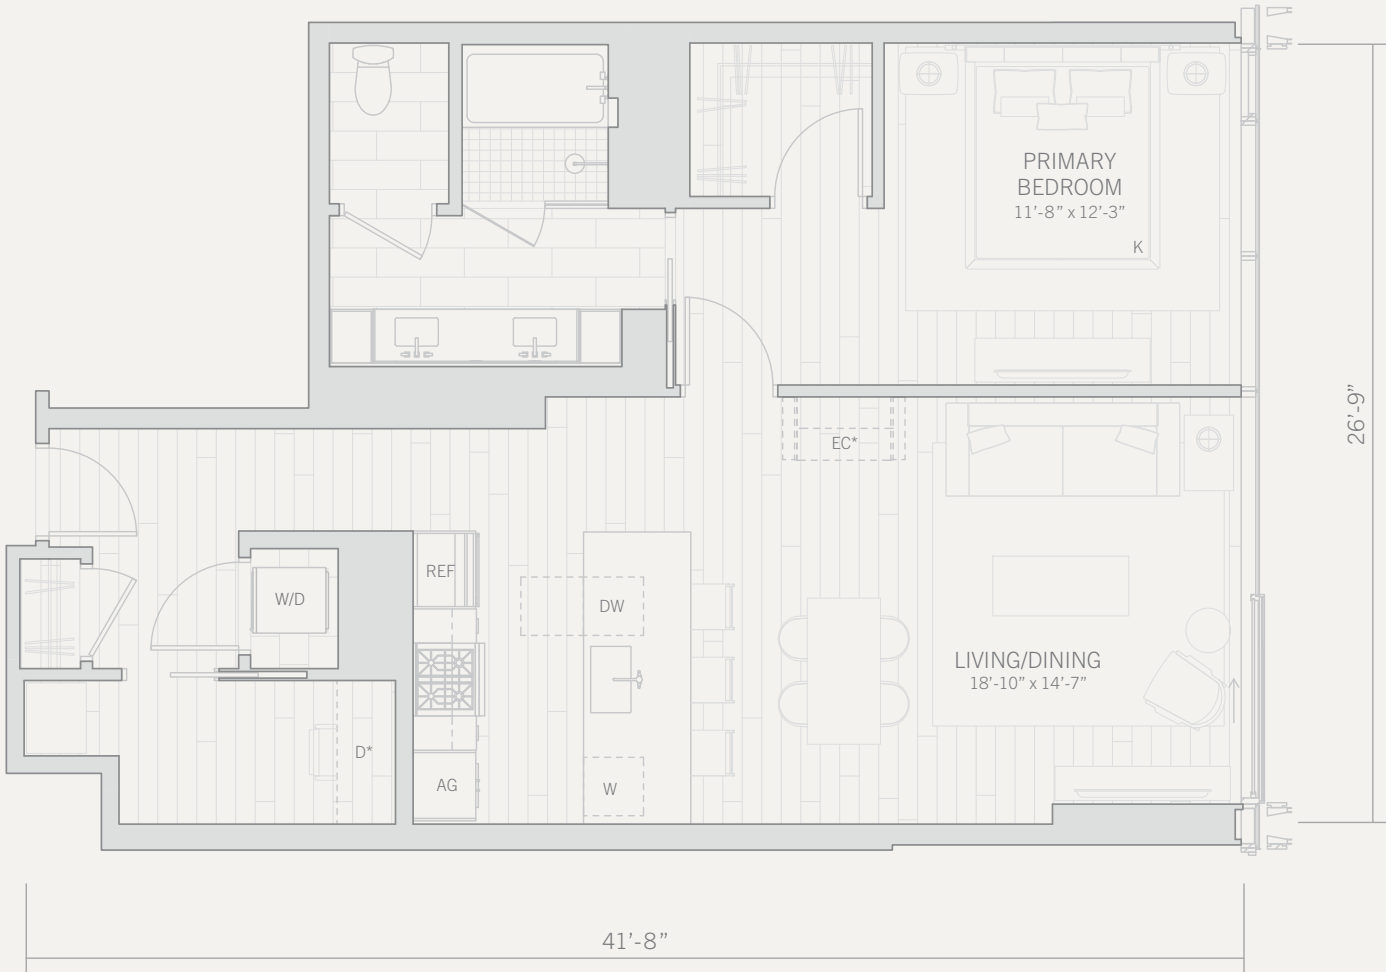 PRIMARY
BEDROOM
11’-8” x 12’-3”
K
26’-9”
EC*
REF
W/D
DW
LIVING/DINING
18’-10” x 14’-7”
D*
AG
W
41’-8”